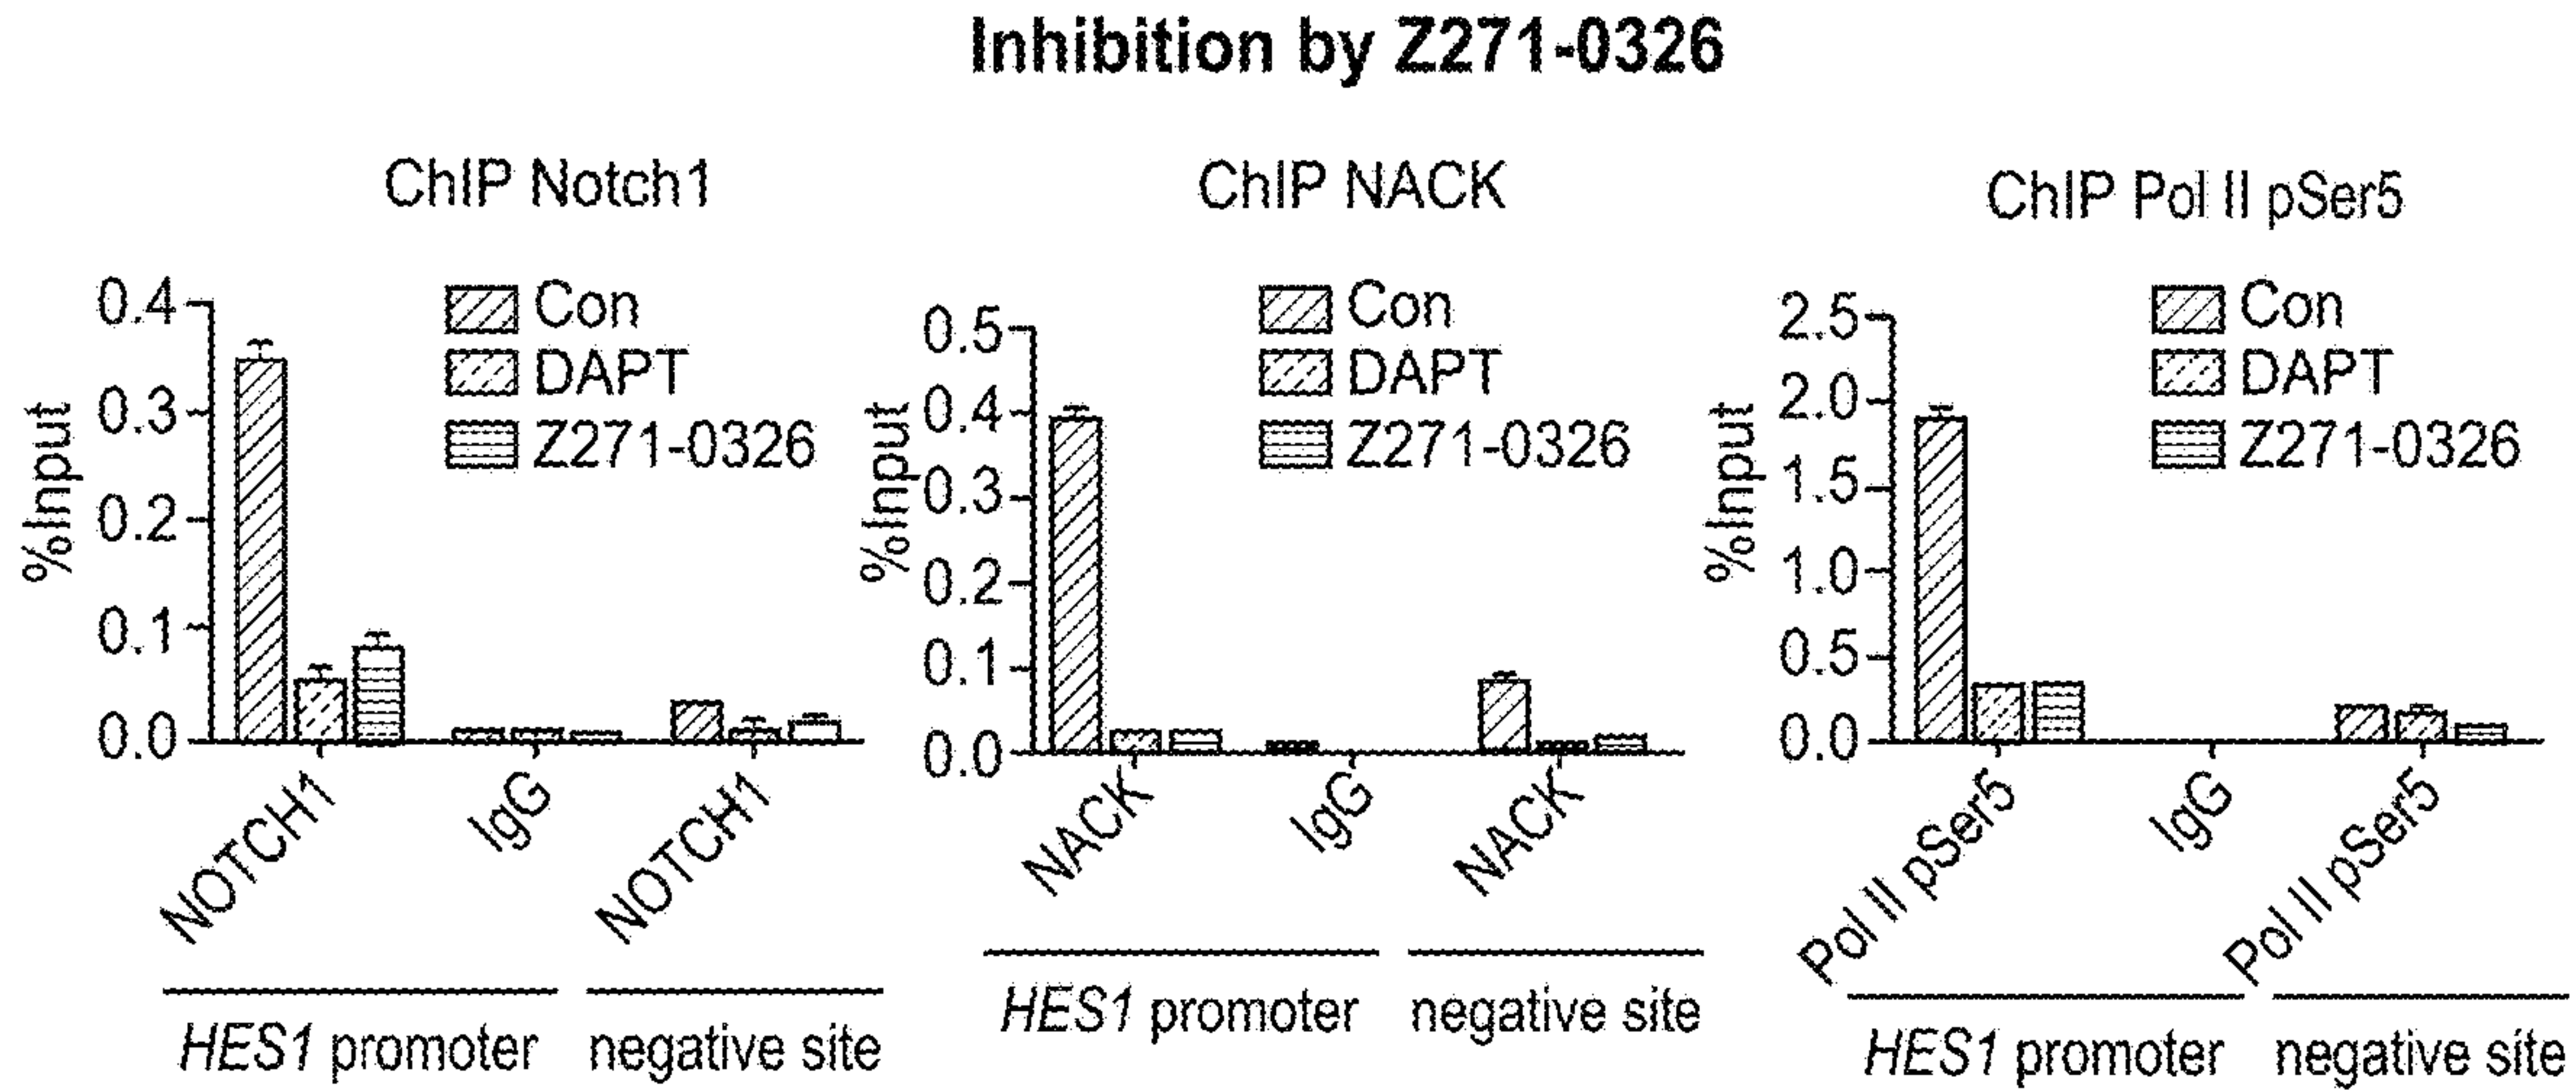 Inhibition by Z271-0326
ChIP Notch1
%Input
0.4
0.3
0.2
0.1
0.0
Con
DAPT
Z271-0326
NOTCH1
IgG
NOTCH1
HES1 promoter
negative site
ChIP NACK
%Input
0.5
0.4
0.3
0.2
0.1
0.0
Con
DAPT
Z271-0326
NACK
IgG
NACK
HES1 promoter
negative site
ChIP Pol II pSer5
%Input
2.5
2.0
1.5
1.0
0.5
0.0
Con
DAPT
Z271-0326
Pol II pSer5
IgG
Pol II pSer5
HES1 promoter
negative site